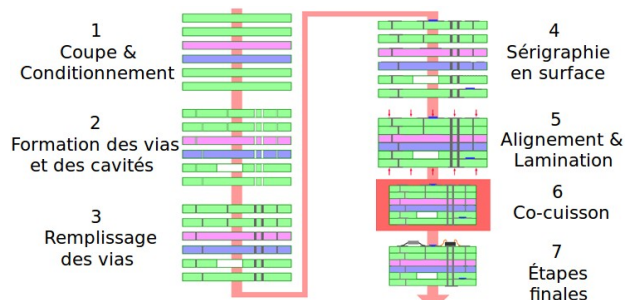 1
Coupe &
Conditionnement
2
Formation des vias
et des cavités
3
Remplissage
des vias
4
Sérigraphie
en surface
5
Alignement &
Lamination
6
Co-cuisson
7
Étapes
finales